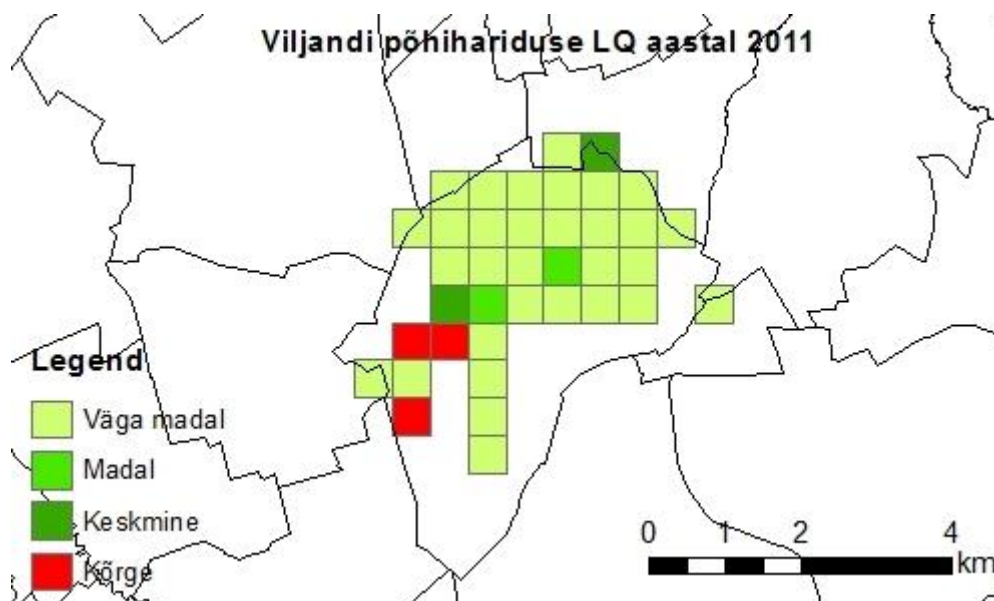 Viljandi põhihariduse LQ aastal 2011
Legend
Väga madal
Madal
Keskmine
Kõrge
0 1 2 4
km